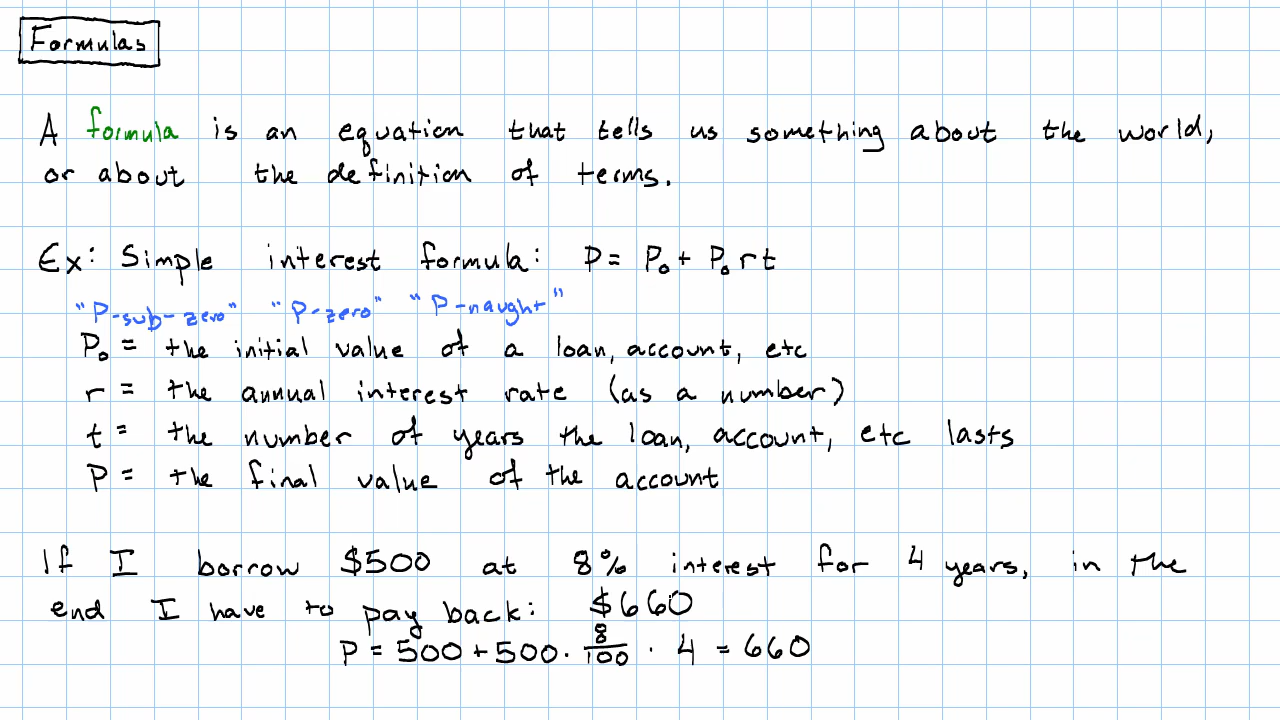 Formulas
A formula is an equation that tells us something about the world,
or about the definition of terms.
Ex: Simple interest formula: P = P₀ + P₀ r t
"P-sub-zero" "P-zero" "P-naught"
P₀ = the initial value of a loan, account, etc
r = the annual interest rate (as a number)
t = the number of years the loan, account, etc lasts
P = the final value of the account
If I borrow $500 at 8% interest for 4 years, in the
end I have to pay back: $660
P = 500 + 500 · 8/100 · 4 = 660